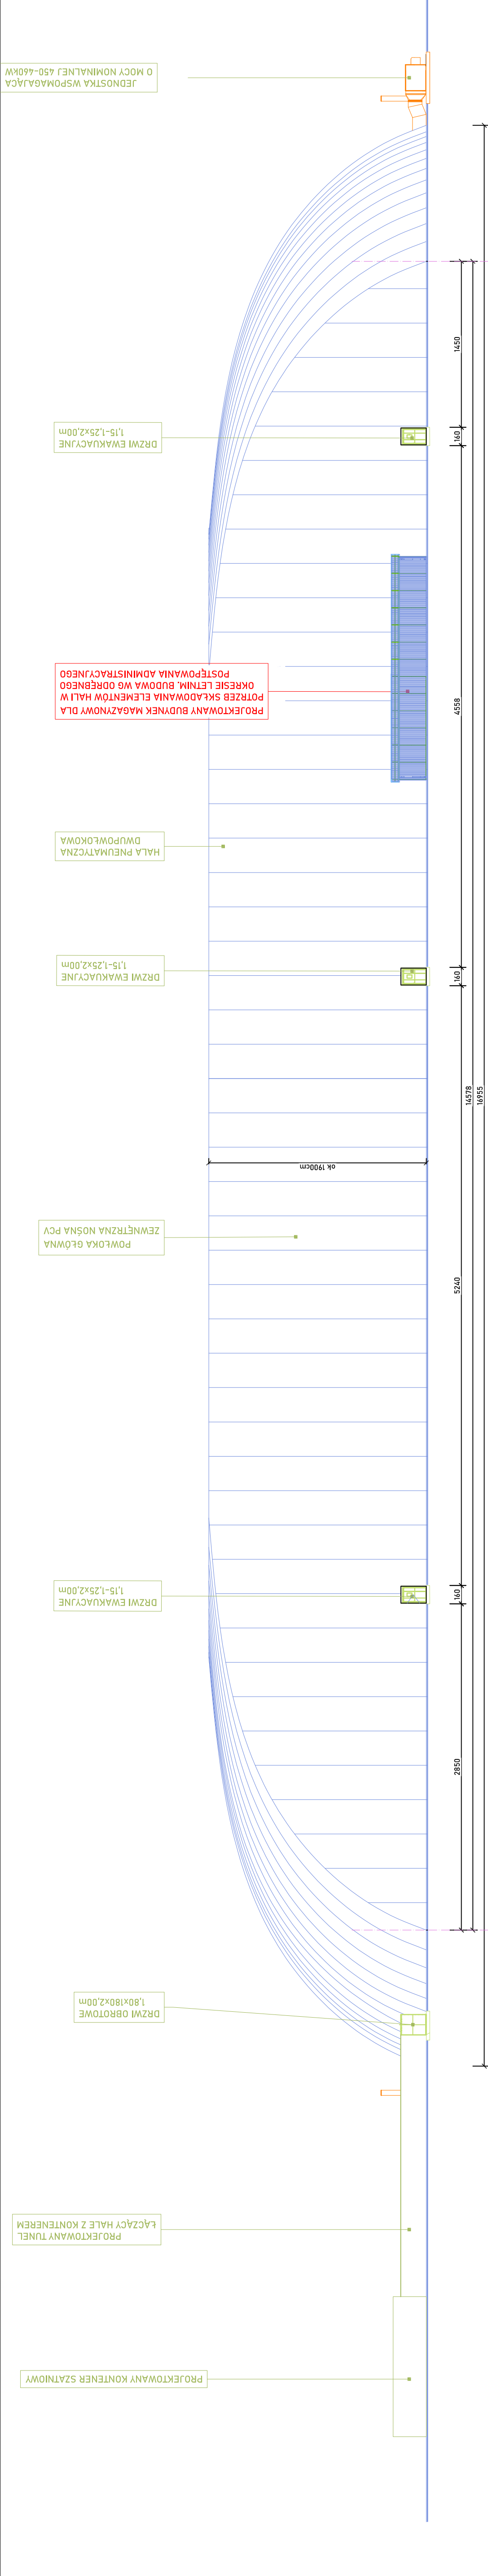 JEDNOSTKA WSPOMAGAJĄCA
O MOCY NOMINALNEJ 450-460kW
DRZWI EWAKUACYJNE
1,15-1,25x2,00m
PROJEKTOWANY BUDYNEK MAGAZYNOWY DLA
POTRZEB SKŁADOWANIA ELEMENTÓW HALI W
OKRESIE LETNIM, BUDOWA WG ODRĘBNEGO
POSTĘPOWANIA ADMINISTRACYJNEGO
HALA PNEUMATYCZNA
DWUPOWŁOKOWA
DRZWI EWAKUACYJNE
1,15-1,25x2,00m
ok 1900cm
POWŁOKA GŁÓWNA
ZEWNĘTRZNA NOŚNA PCV
DRZWI EWAKUACYJNE
1,15-1,25x2,00m
DRZWI OBROTOWE
1,80x180x2,00m
PROJEKTOWANY TUNEL
ŁĄCZĄCY HALE Z KONTENEREM
PROJEKTOWANY KONTENER SZATNIOWY
1450
160
4558
160
5240
160
2850
14578
16955